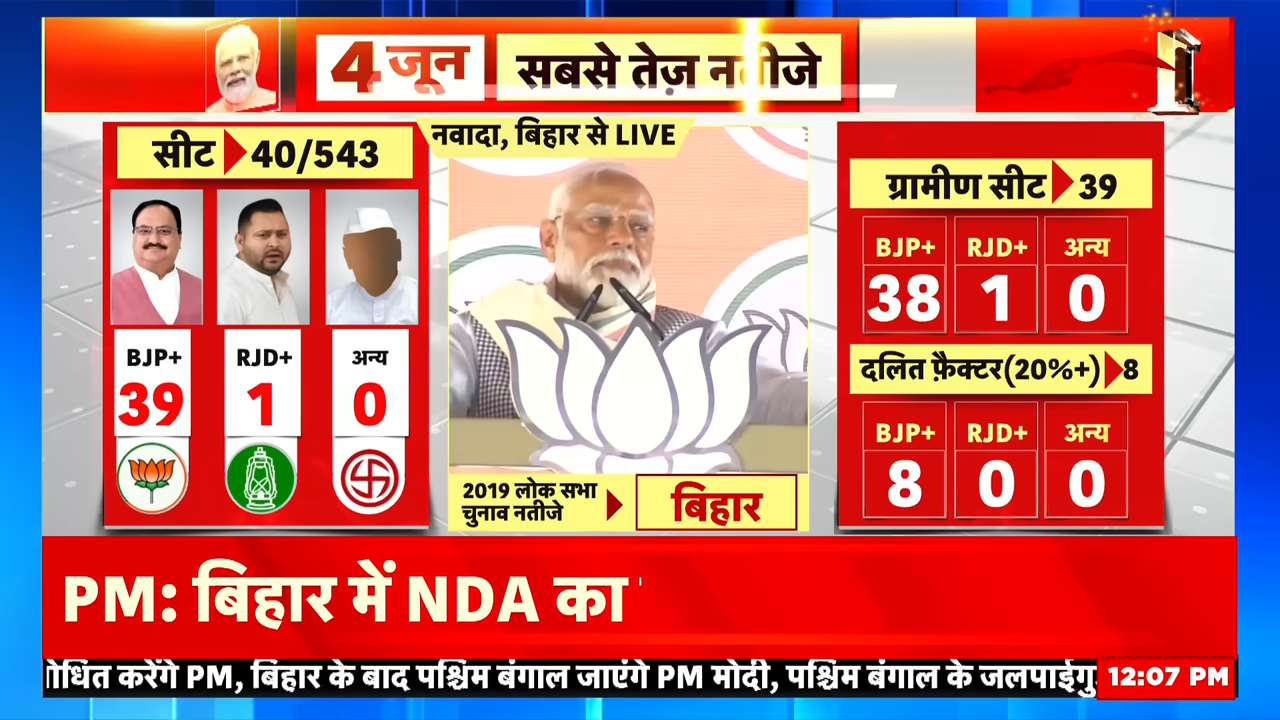 4 जून
सबसे तेज़ नतीजे
सीट 40/543
BJP+
39
RJD+
1
अन्य
0
नवादा, बिहार से LIVE
2019 लोक सभा
चुनाव नतीजे
बिहार
ग्रामीण सीट 39
BJP+ RJD+ अन्य
38 1 0
दलित फ़ैक्टर(20%+) 8
BJP+ RJD+ अन्य
8 0 0
PM: बिहार में NDA का
करेंगे PM, बिहार के बाद पश्चिम बंगाल जाएंगे PM मोदी, पश्चिम बंगाल के
12:07 PM